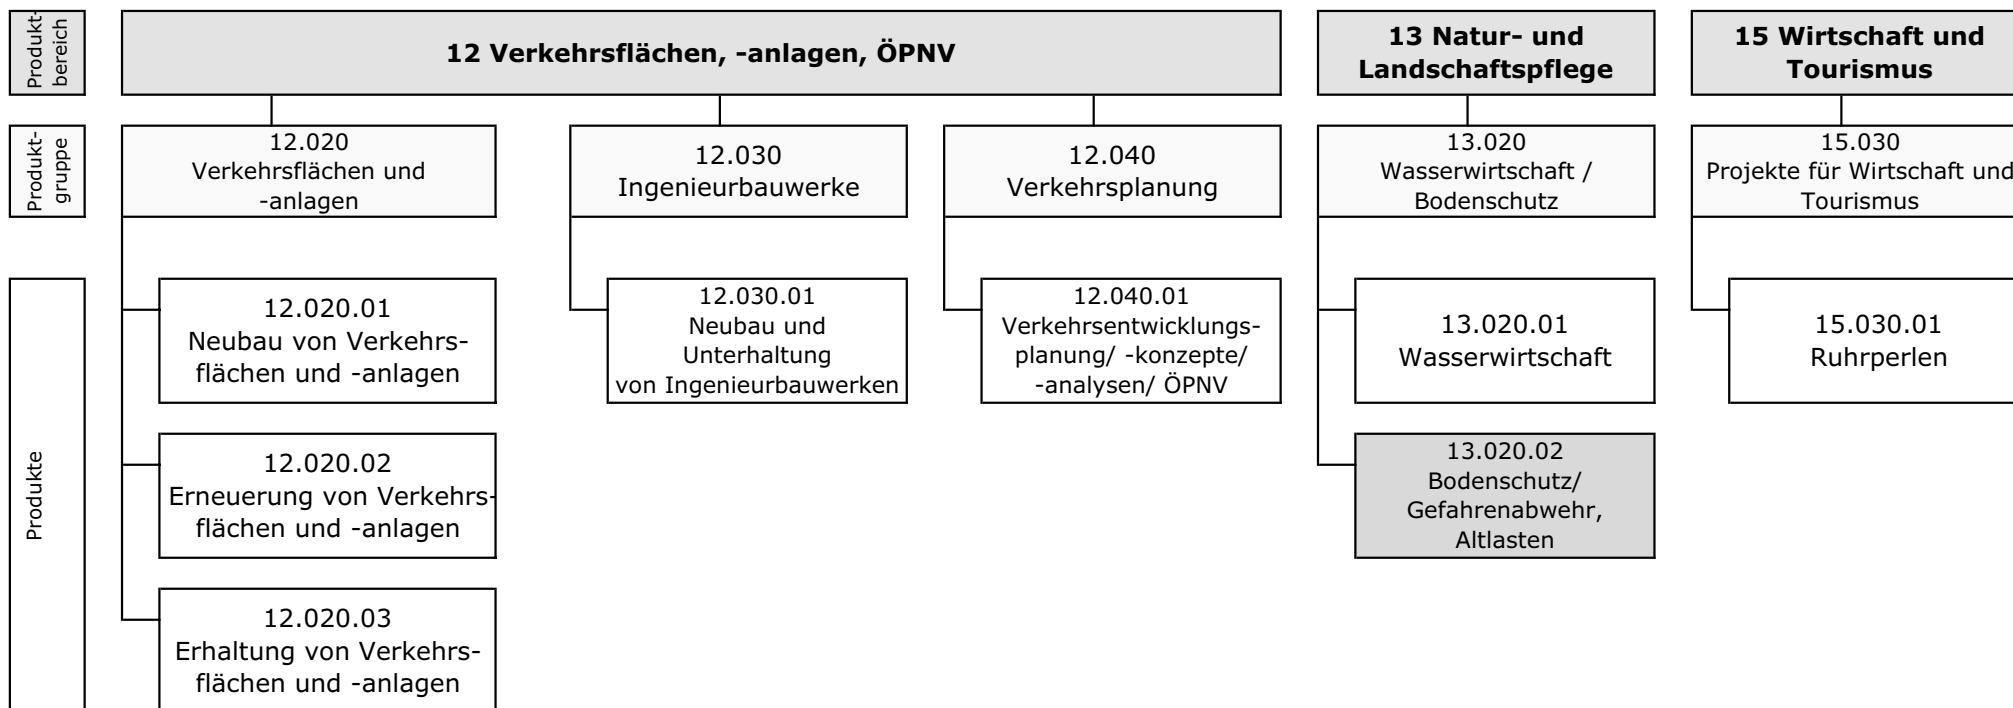 Produkt-
bereich
12 Verkehrsflächen, -anlagen, ÖPNV
13 Natur- und
Landschaftspflege
15 Wirtschaft und
Tourismus
Produkt-
gruppe
12.020
Verkehrsflächen und
-anlagen
12.030
Ingenieurbauwerke
12.040
Verkehrsplanung
13.020
Wasserwirtschaft /
Bodenschutz
15.030
Projekte für Wirtschaft und
Tourismus
Produkte
12.020.01
Neubau von Verkehrs-
flächen und -anlagen
12.030.01
Neubau und
Unterhaltung
von Ingenieurbauwerken
12.040.01
Verkehrsentwicklungs-
planung/ -konzepte/
-analysen/ ÖPNV
13.020.01
Wasserwirtschaft
15.030.01
Ruhrperlen
12.020.02
Erneuerung von Verkehrs-
flächen und -anlagen
13.020.02
Bodenschutz/
Gefahrenabwehr,
Altlasten
12.020.03
Erhaltung von Verkehrs-
flächen und -anlagen